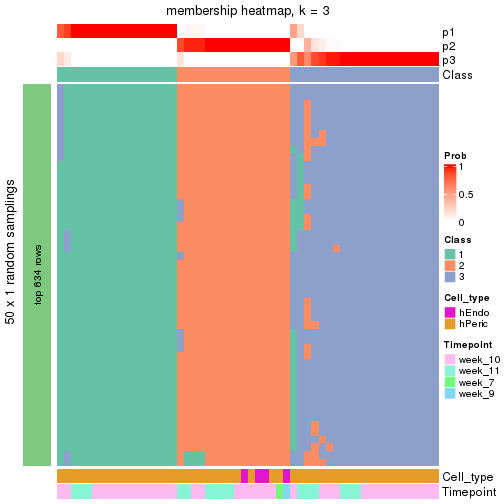 membership heatmap, k = 3
p1
p2
p3
Class
50 x 1 random samplings
top 634 rows
Prob
1
0.5
0
Class
1
2
3
Cell_type
hEndo
hPeric
Timepoint
week_10
week_11
week_7
week_9
Cell_type
Timepoint